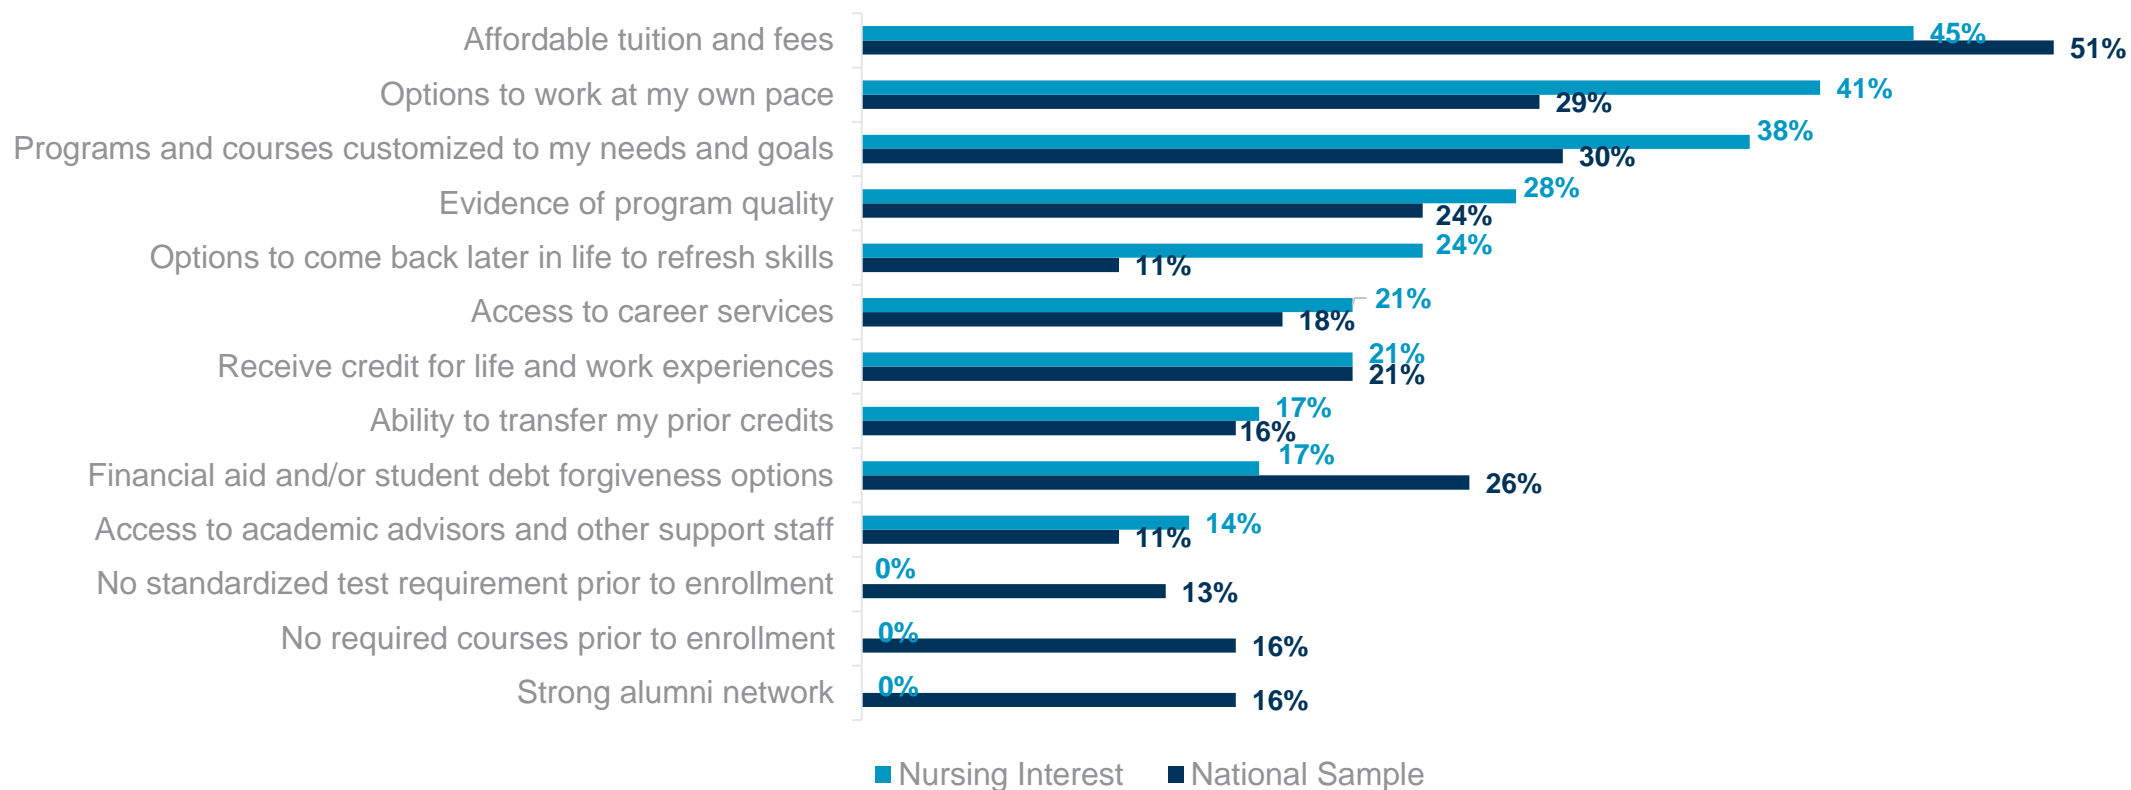 Affordable tuition and fees 45% 51%
Options to work at my own pace 41% 29%
Programs and courses customized to my needs and goals 38% 30%
Evidence of program quality 28% 24%
Options to come back later in life to refresh skills 24% 11%
Access to career services 21% 18%
Receive credit for life and work experiences 21% 21%
Ability to transfer my prior credits 17% 16%
Financial aid and/or student debt forgiveness options 17% 26%
Access to academic advisors and other support staff 14% 11%
No standardized test requirement prior to enrollment 0% 13%
No required courses prior to enrollment 0% 16%
Strong alumni network 0% 16%
Nursing Interest National Sample